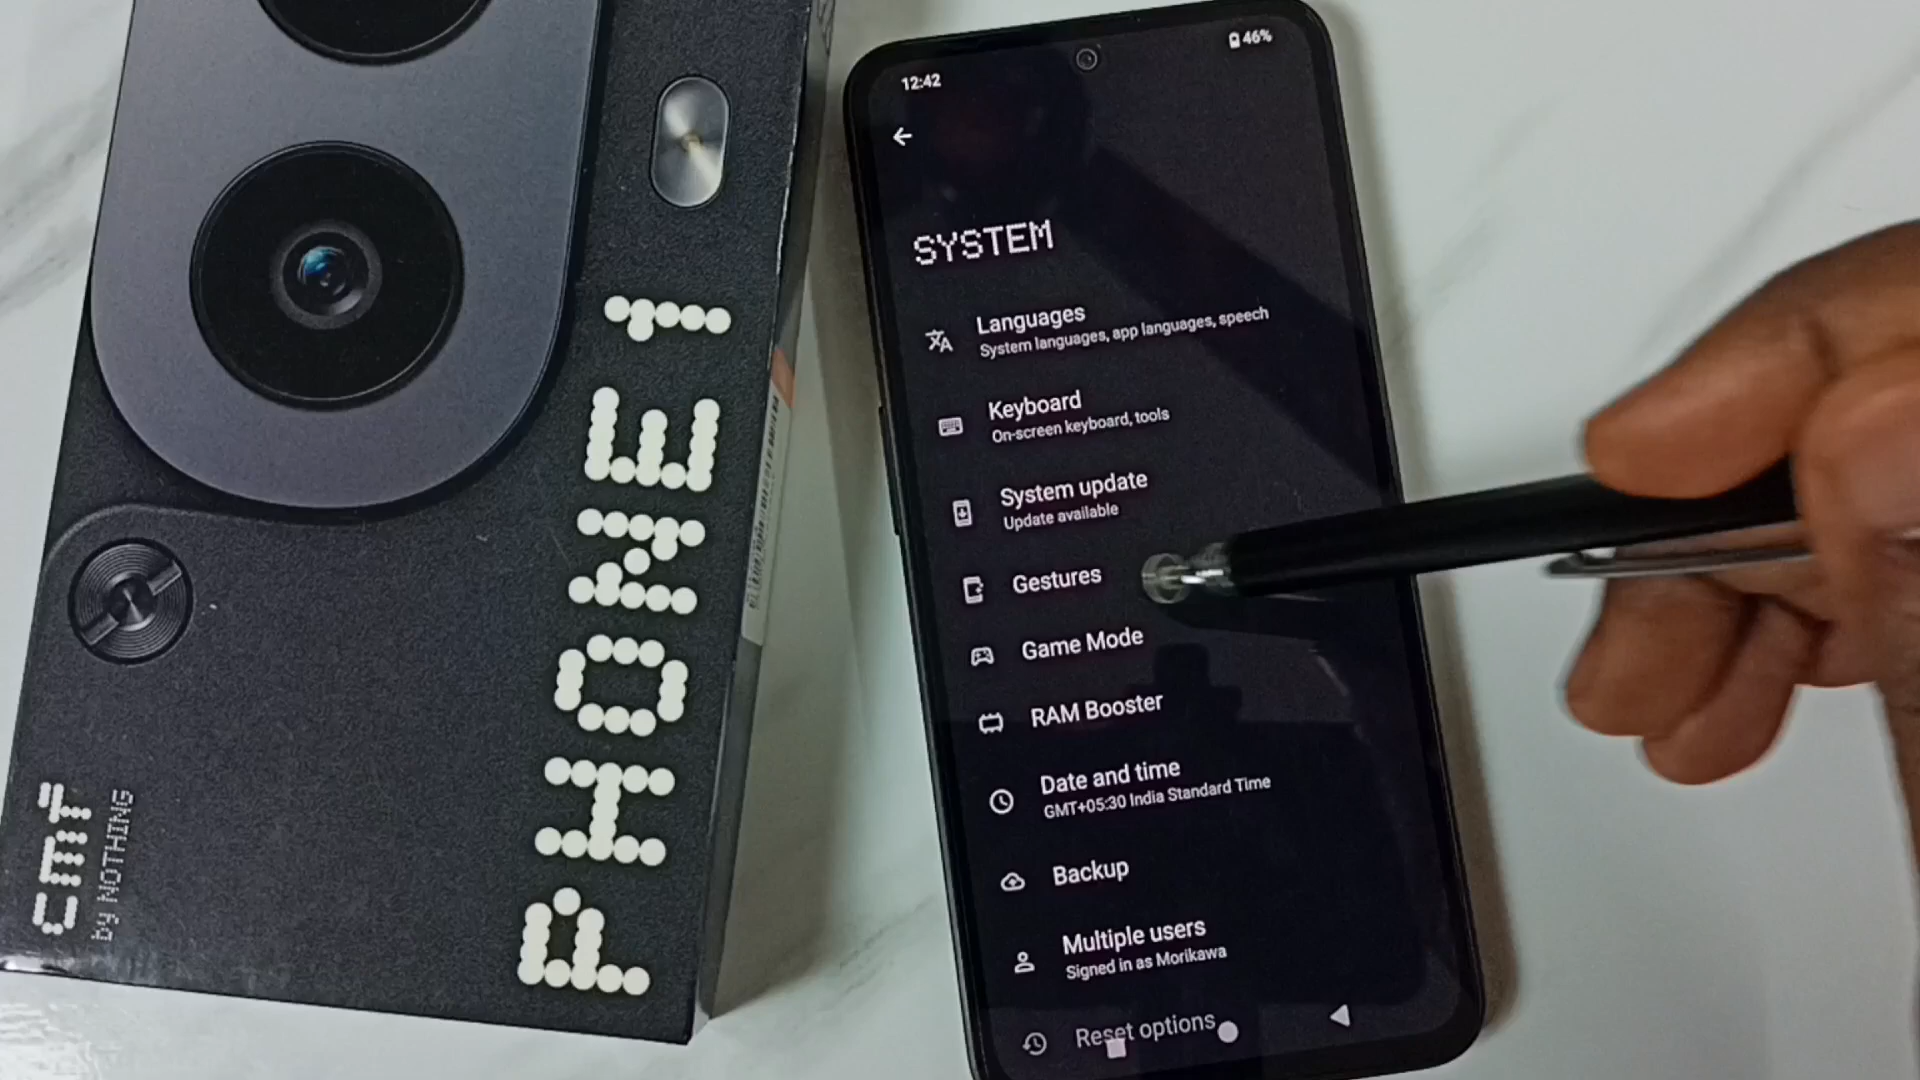 PHONE 1
CMF
by NOTHING
12:42
46%
SYSTEM
Languages
System languages, app languages, speech
Keyboard
On-screen keyboard, tools
System update
Update available
Gestures
Game Mode
RAM Booster
Date and time
GMT+05:30 India Standard Time
Backup
Multiple users
Signed in as Morikawa
Reset options